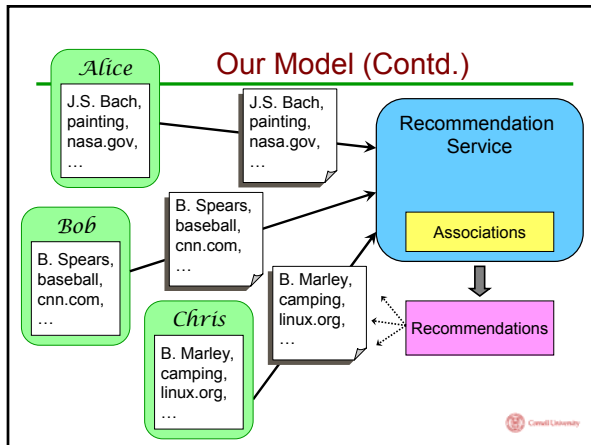 Our Model (Contd.)
Alice
J.S. Bach,
painting,
nasa.gov,
…
J.S. Bach,
painting,
nasa.gov,
…
Recommendation
Service
Associations
Recommendations
Bob
B. Spears,
baseball,
cnn.com,
…
B. Spears,
baseball,
cnn.com,
…
Chris
B. Marley,
camping,
linux.org,
…
B. Marley,
camping,
linux.org,
…
Cornell University